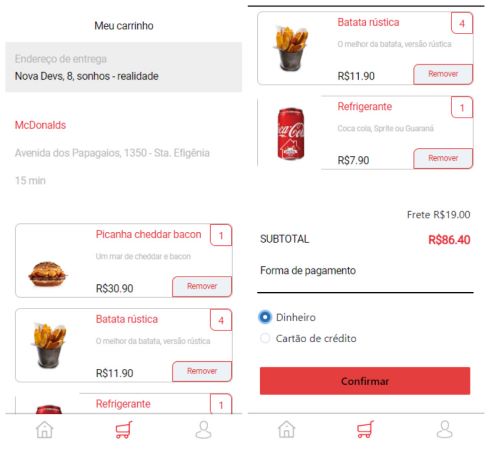 Meu carrinho
Endereço de entrega
Nova Devs, 8, sonhos - realidade
McDonalds
Avenida dos Papagaios, 1350 - Sta. Efigênia
15 min
Picanha cheddar bacon
1
Um mar de cheddar e bacon
R$30.90
Remover
Batata rústica
4
O melhor da batata, versão rústica
R$11.90
Remover
Refrigerante
1
Batata rústica
4
O melhor da batata, versão rústica
R$11.90
Remover
Refrigerante
1
Coca cola, Sprite ou Guaraná
Coca-Cola
R$7.90
Remover
Frete R$19.00
SUBTOTAL
R$86.40
Forma de pagamento
Dinheiro
Cartão de crédito
Confirmar